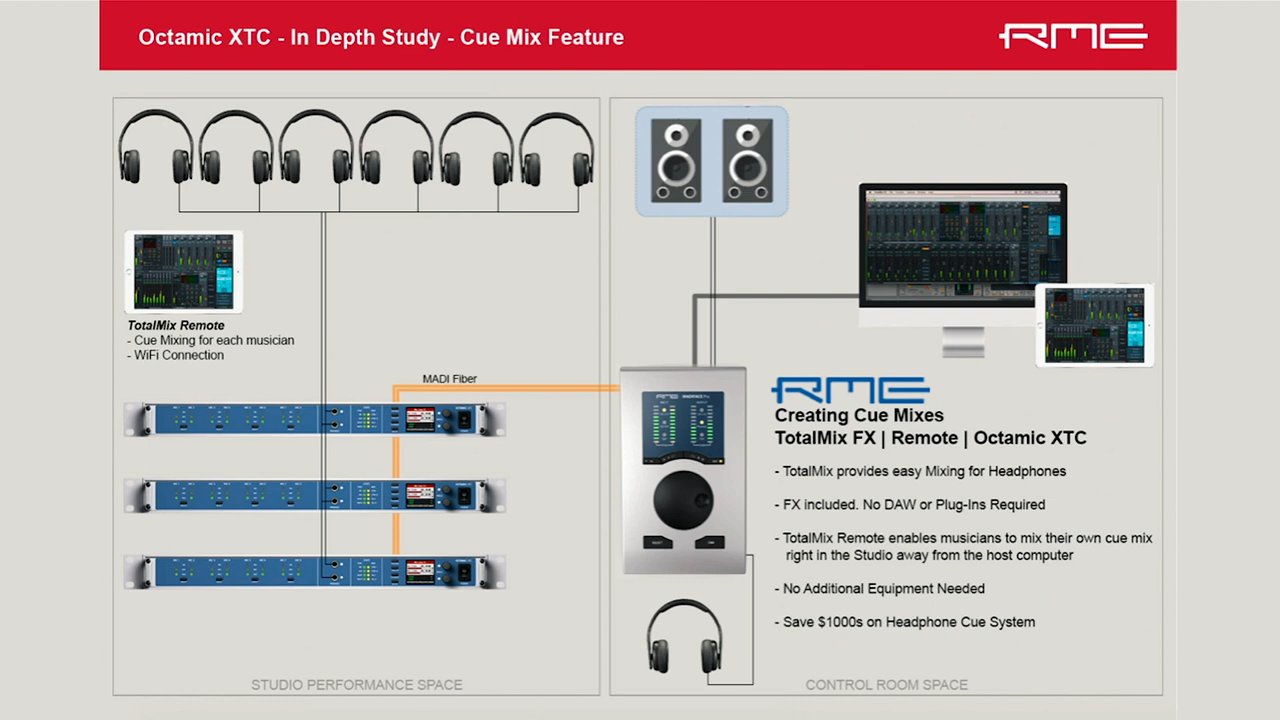 Octamic XTC - In Depth Study - Cue Mix Feature
RME
TotalMix Remote
- Cue Mixing for each musician
- WiFi Connection
MADI Fiber
RME
Creating Cue Mixes
TotalMix FX | Remote | Octamic XTC
- TotalMix provides easy Mixing for Headphones
- FX included. No DAW or Plug-Ins Required
- TotalMix Remote enables musicians to mix their own cue mix
right in the Studio away from the host computer
- No Additional Equipment Needed
- Save $1000s on Headphone Cue System
STUDIO PERFORMANCE SPACE
CONTROL ROOM SPACE